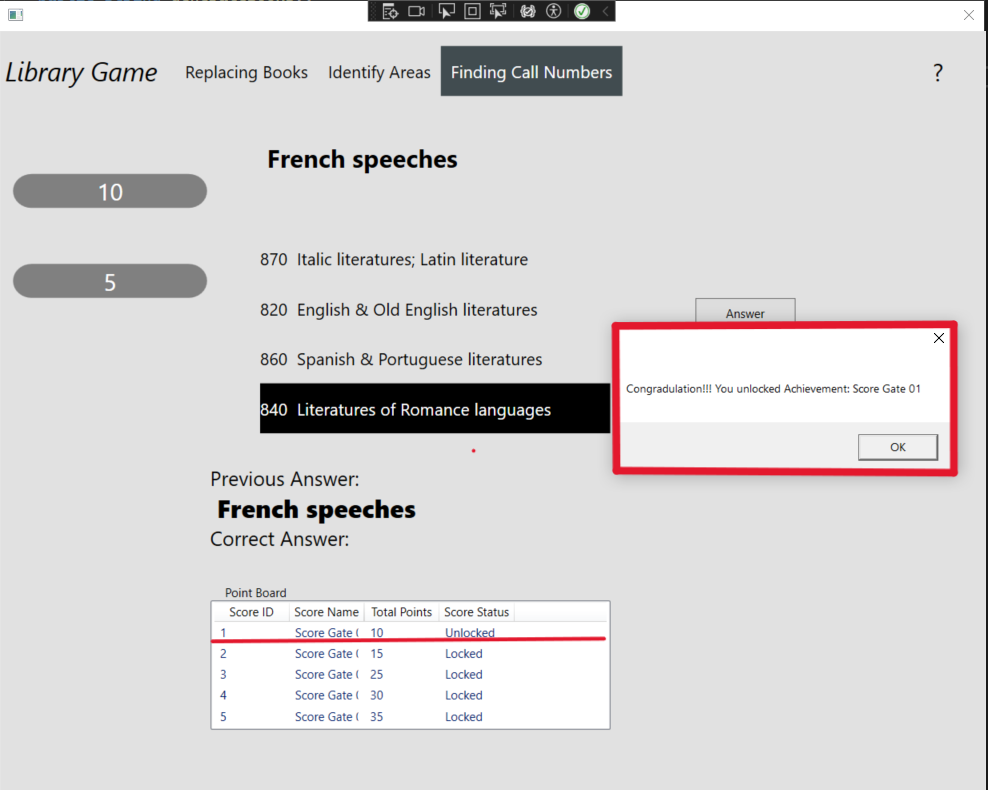 Library Game Replacing Books Identify Areas Finding Call Numbers ?
French speeches
10
870 Italic literatures; Latin literature
5
820 English & Old English literatures
Answer
860 Spanish & Portuguese literatures
840 Literatures of Romance languages
Congradulation!!! You unlocked Achievement: Score Gate 01
OK
Previous Answer:
French speeches
Correct Answer:
Point Board
Score ID Score Name Total Points Score Status
1 Score Gate 10 Unlocked
2 Score Gate 15 Locked
3 Score Gate 25 Locked
4 Score Gate 30 Locked
5 Score Gate 35 Locked